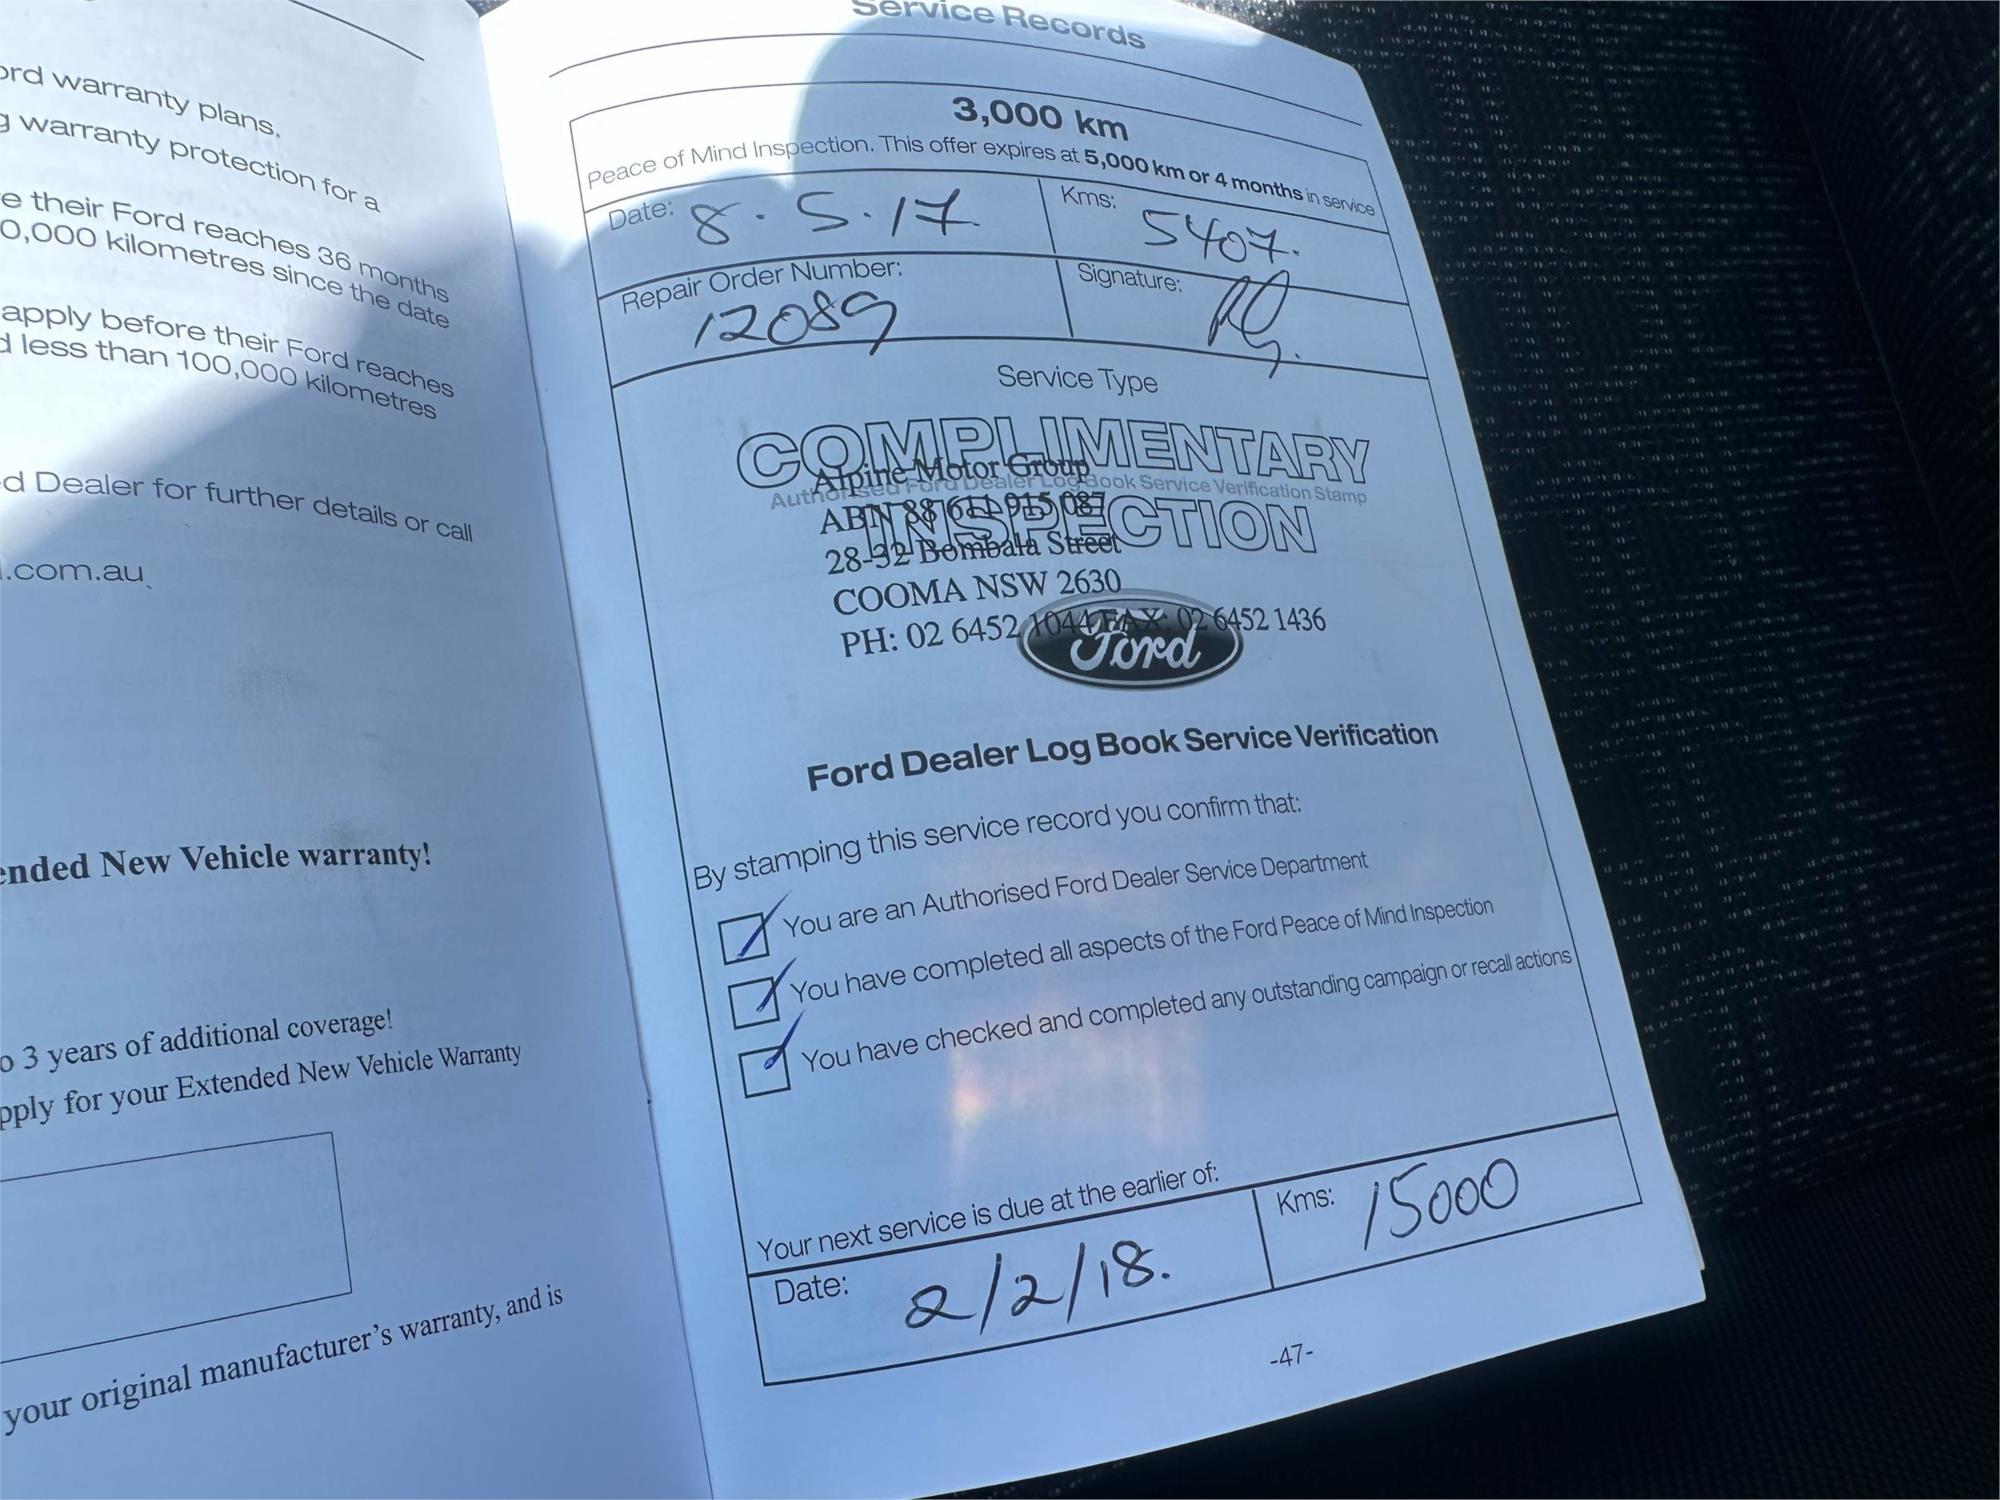 ord warranty plans.
g warranty protection for a
e their Ford reaches 36 months
0,000 kilometres since the date
apply before their Ford reaches
d less than 100,000 kilometres
d Dealer for further details or call
.com.au
ended New Vehicle warranty!
o 3 years of additional coverage!
pply for your Extended New Vehicle Warranty
your original manufacturer's warranty, and is
Service Records
3,000 km
Peace of Mind Inspection. This offer expires at 5,000 km or 4 months in service
Date: 8.5.17 Kms: 5407.
Repair Order Number: Signature:
12089
Service Type
COMPLIMENTARY
INSPECTION
Authorised Ford Dealer Log Book Service Verification Stamp
Alpine Motor Group
ABN 88 611 915 087
28-32 Bombala Street
COOMA NSW 2630
PH: 02 6452 1044 FAX: 02 6452 1436
Ford
Ford Dealer Log Book Service Verification
By stamping this service record you confirm that:
You are an Authorised Ford Dealer Service Department
You have completed all aspects of the Ford Peace of Mind Inspection
You have checked and completed any outstanding campaign or recall actions
Your next service is due at the earlier of:
Date: 2/2/18. Kms: 15000
-47-